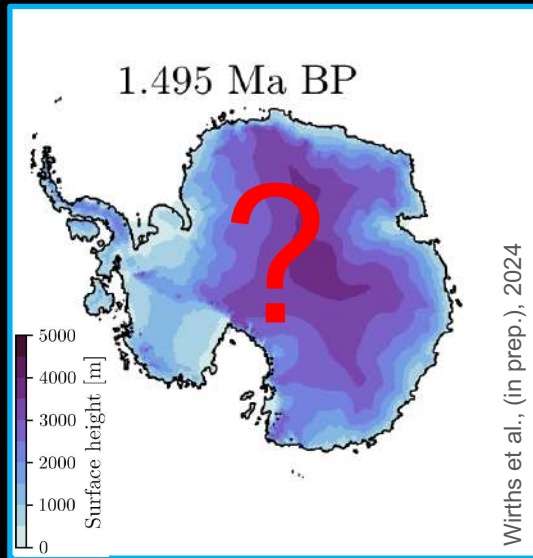 1.495 Ma BP
?
5000
4000
3000
2000
1000
0
Surface height [m]
Wirths et al., (in prep.), 2024